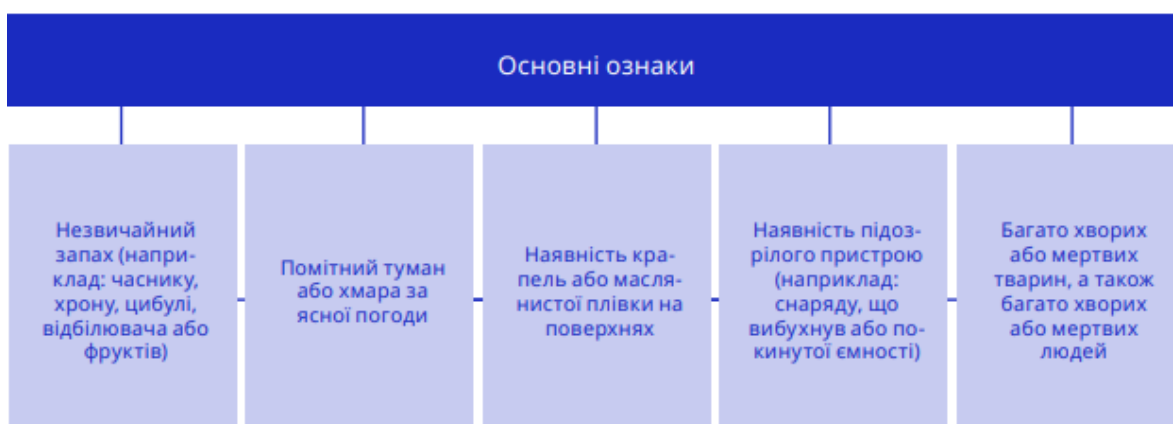 Основні ознаки
Незвичайний
запах (напри-
клад: часнику,
хрону, цибулі,
відбілювача або
фруктів)
Помітний туман
або хмара за
ясної погоди
Наявність кра-
пель або масля-
нистої плівки на
поверхнях
Наявність підоз-
рілого пристрою
(наприклад:
снаряду, що
вибухнув або по-
кинутої ємності)
Багато хворих
або мертвих
тварин, а також
багато хворих
або мертвих
людей